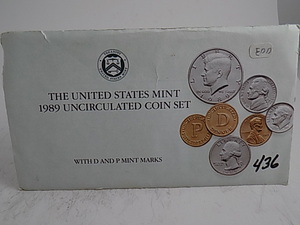 THE UNITED STATES MINT
1989 UNCIRCULATED COIN SET
P
D
WITH D AND P MINT MARKS
436